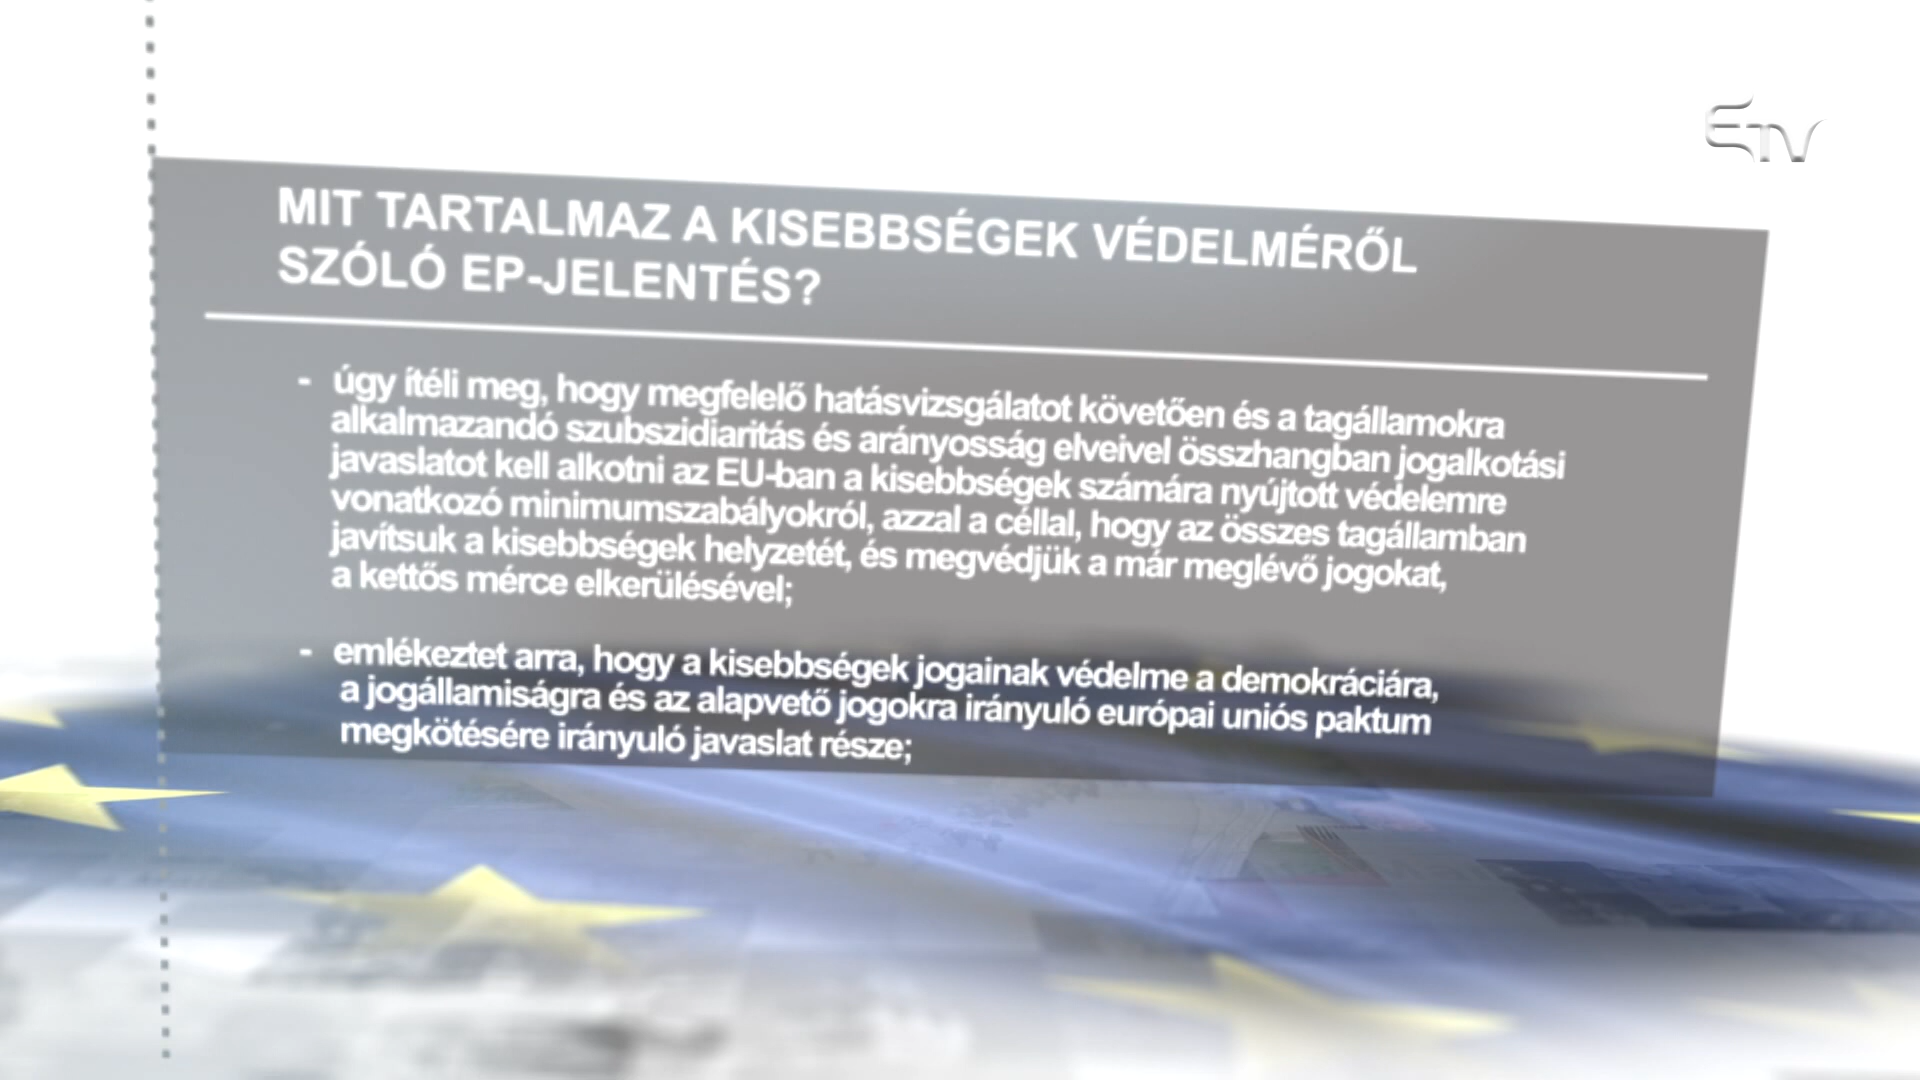 ETV
MIT TARTALMAZ A KISEBBSÉGEK VÉDELMÉRŐL
SZÓLÓ EP-JELENTÉS?
- úgy ítéli meg, hogy megfelelő hatásvizsgálatot követően és a tagállamokra
alkalmazandó szubszidiaritás és arányosság elveivel összhangban jogalkotási
javaslatot kell alkotni az EU-ban a kisebbségek számára nyújtott védelemre
vonatkozó minimumszabályokról, azzal a céllal, hogy az összes tagállamban
javítsuk a kisebbségek helyzetét, és megvédjük a már meglévő jogokat,
a kettős mérce elkerülésével;
- emlékeztet arra, hogy a kisebbségek jogainak védelme a demokráciára,
a jogállamiságra és az alapvető jogokra irányuló európai uniós paktum
megkötésére irányuló javaslat része;